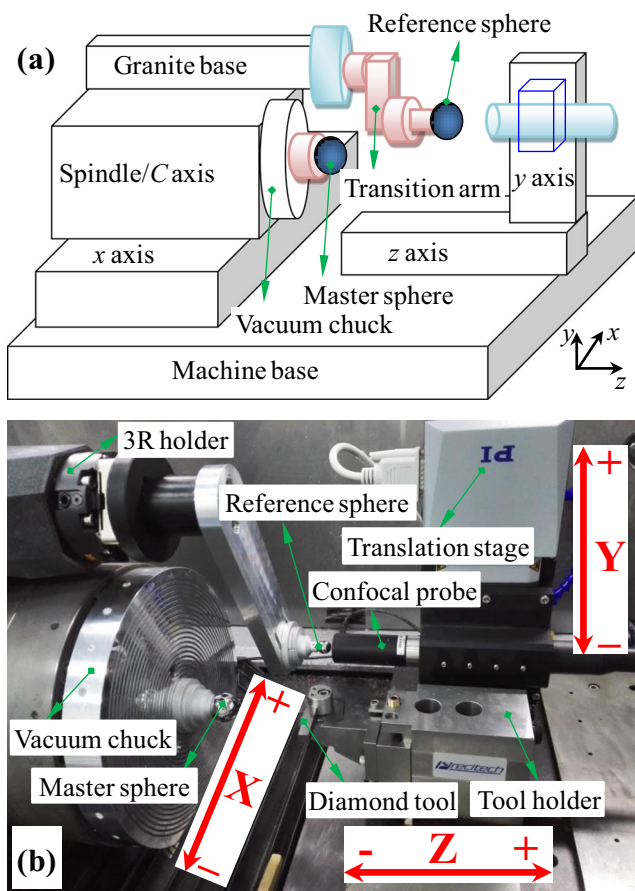 (a)
Reference sphere
Granite base
Spindle/C axis
Transition arm
y axis
x axis
z axis
Master sphere
Vacuum chuck
Machine base
y
x
z
3R holder
PI
Reference sphere
Translation stage
Confocal probe
+
Y
−
Vacuum chuck
+
X
−
Master sphere
Diamond tool
Precitech
Tool holder
(b)
- Z +